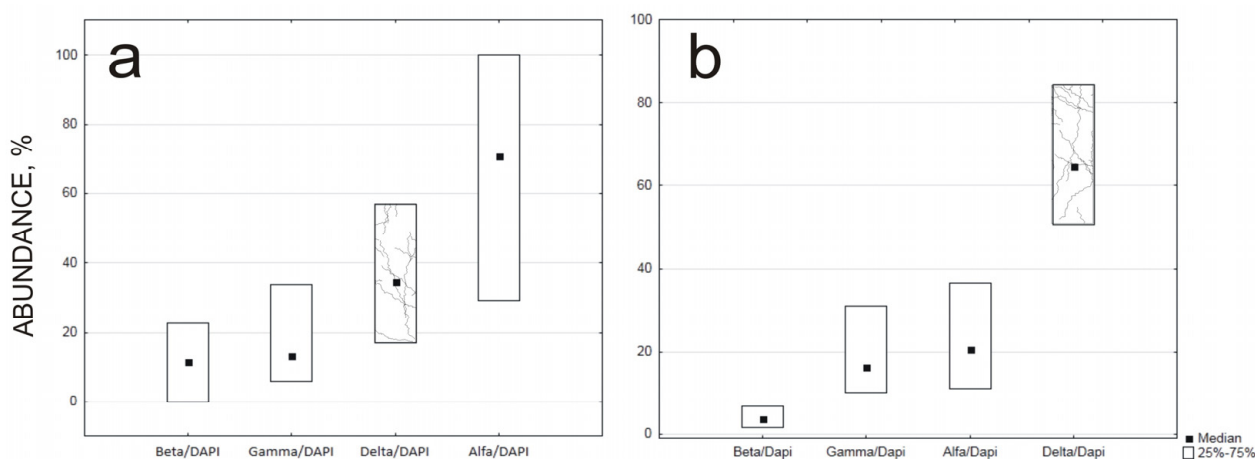 a
ABUNDANCE, %
100
80
60
40
20
0
Beta/DAPI Gamma/DAPI Delta/DAPI Alfa/DAPI
b
100
80
60
40
20
0
Beta/Dapi Gamma/Dapi Alfa/Dapi Delta/Dapi
Median
25%-75%